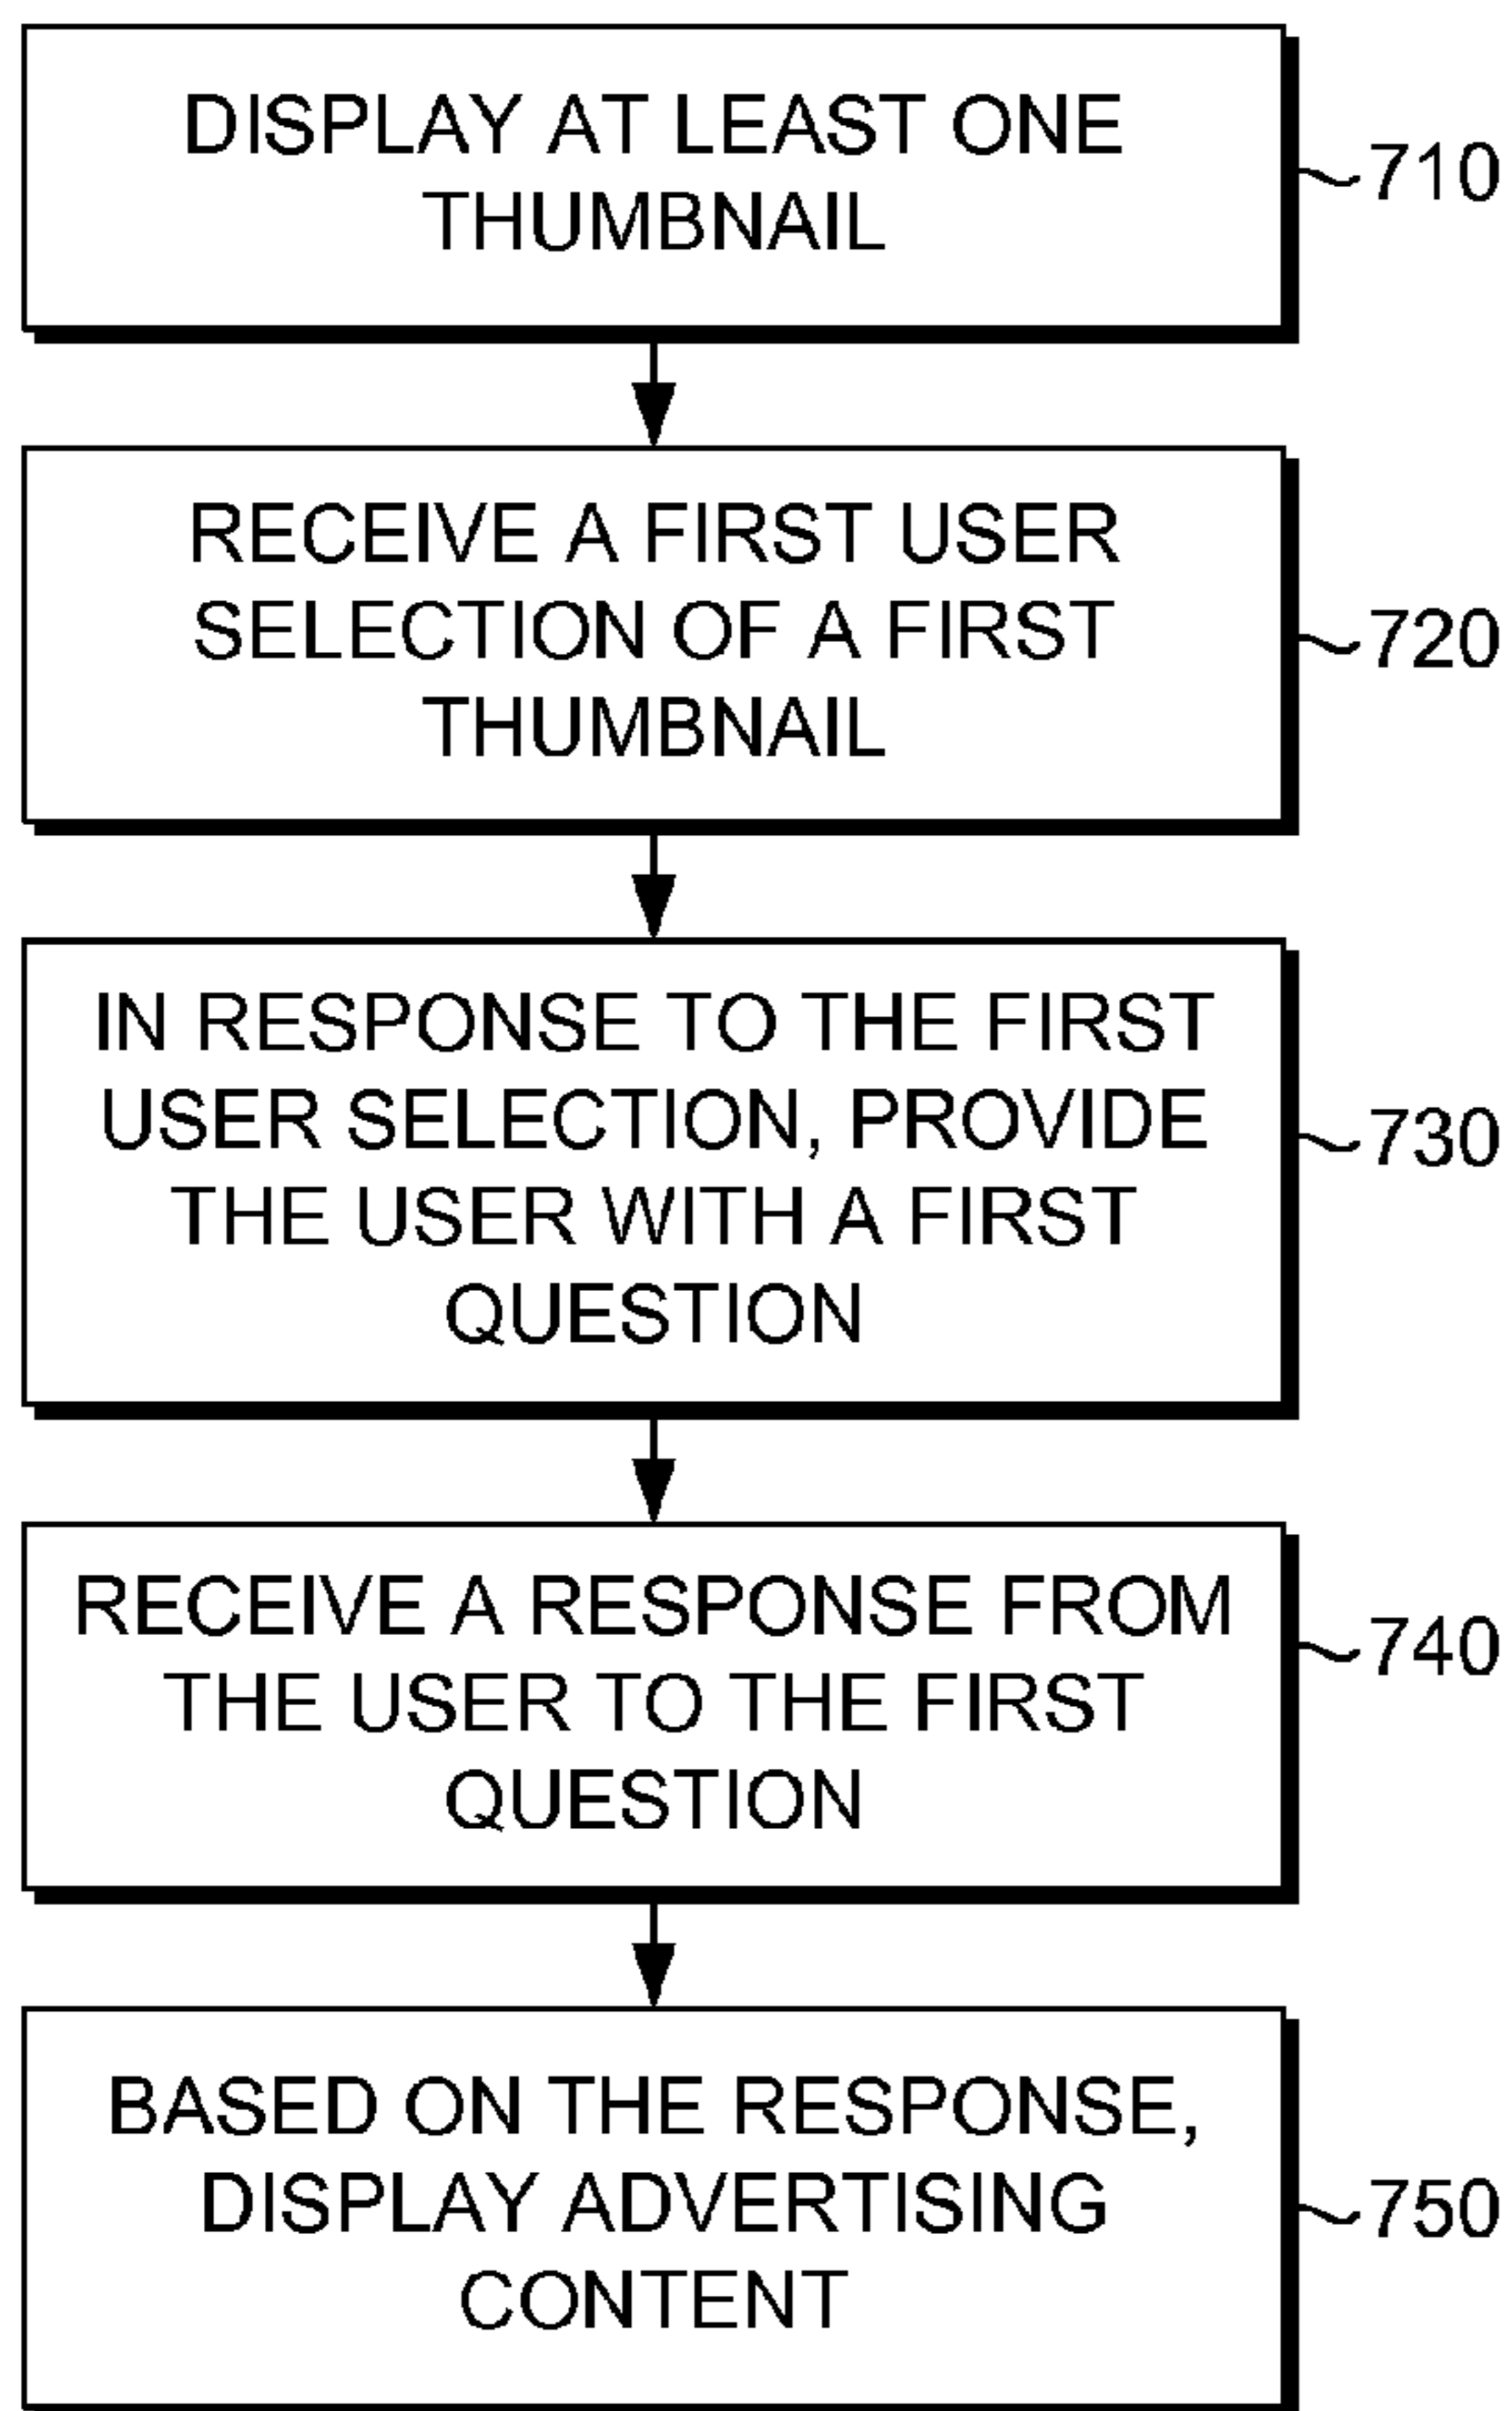 DISPLAY AT LEAST ONE
THUMBNAIL
710
RECEIVE A FIRST USER
SELECTION OF A FIRST
THUMBNAIL
720
IN RESPONSE TO THE FIRST
USER SELECTION, PROVIDE
THE USER WITH A FIRST
QUESTION
730
RECEIVE A RESPONSE FROM
THE USER TO THE FIRST
QUESTION
740
BASED ON THE RESPONSE,
DISPLAY ADVERTISING
CONTENT
750